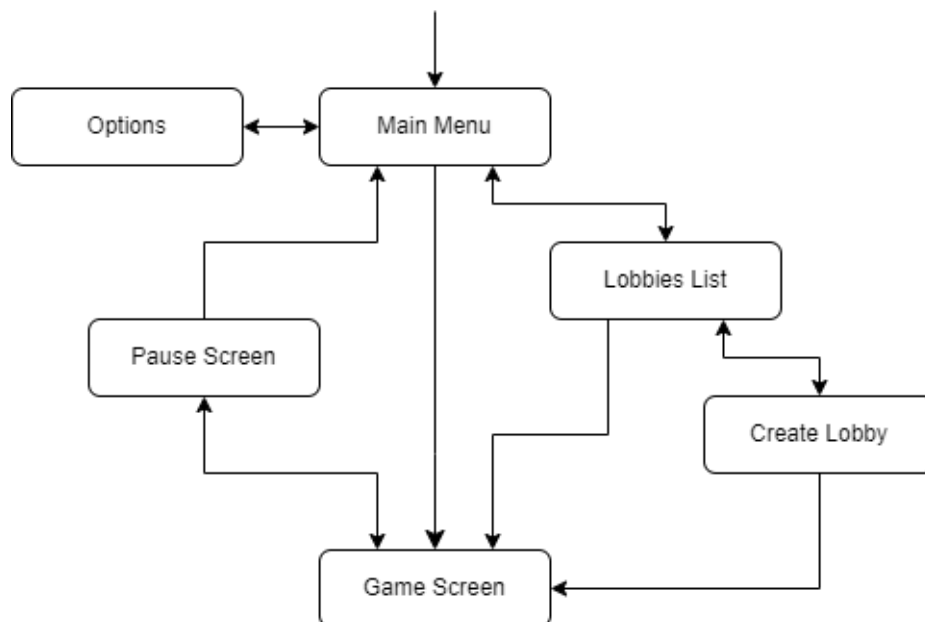 Options
Main Menu
Lobbies List
Pause Screen
Create Lobby
Game Screen